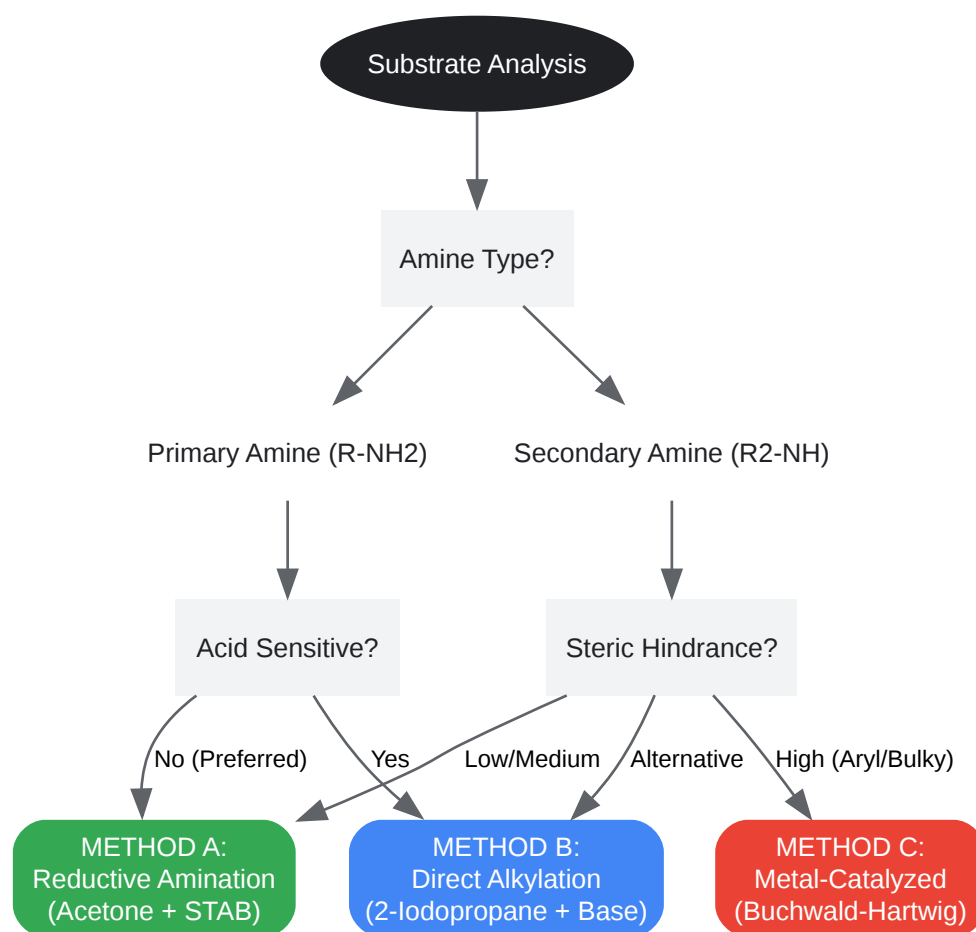 Substrate Analysis
Amine Type?
Primary Amine (R-NH2)
Secondary Amine (R2-NH)
Acid Sensitive?
Steric Hindrance?
No (Preferred)
Yes
Low/Medium
Alternative
High (Aryl/Bulky)
METHOD A:
Reductive Amination
(Acetone + STAB)
METHOD B:
Direct Alkylation
(2-Iodopropane + Base)
METHOD C:
Metal-Catalyzed
(Buchwald-Hartwig)